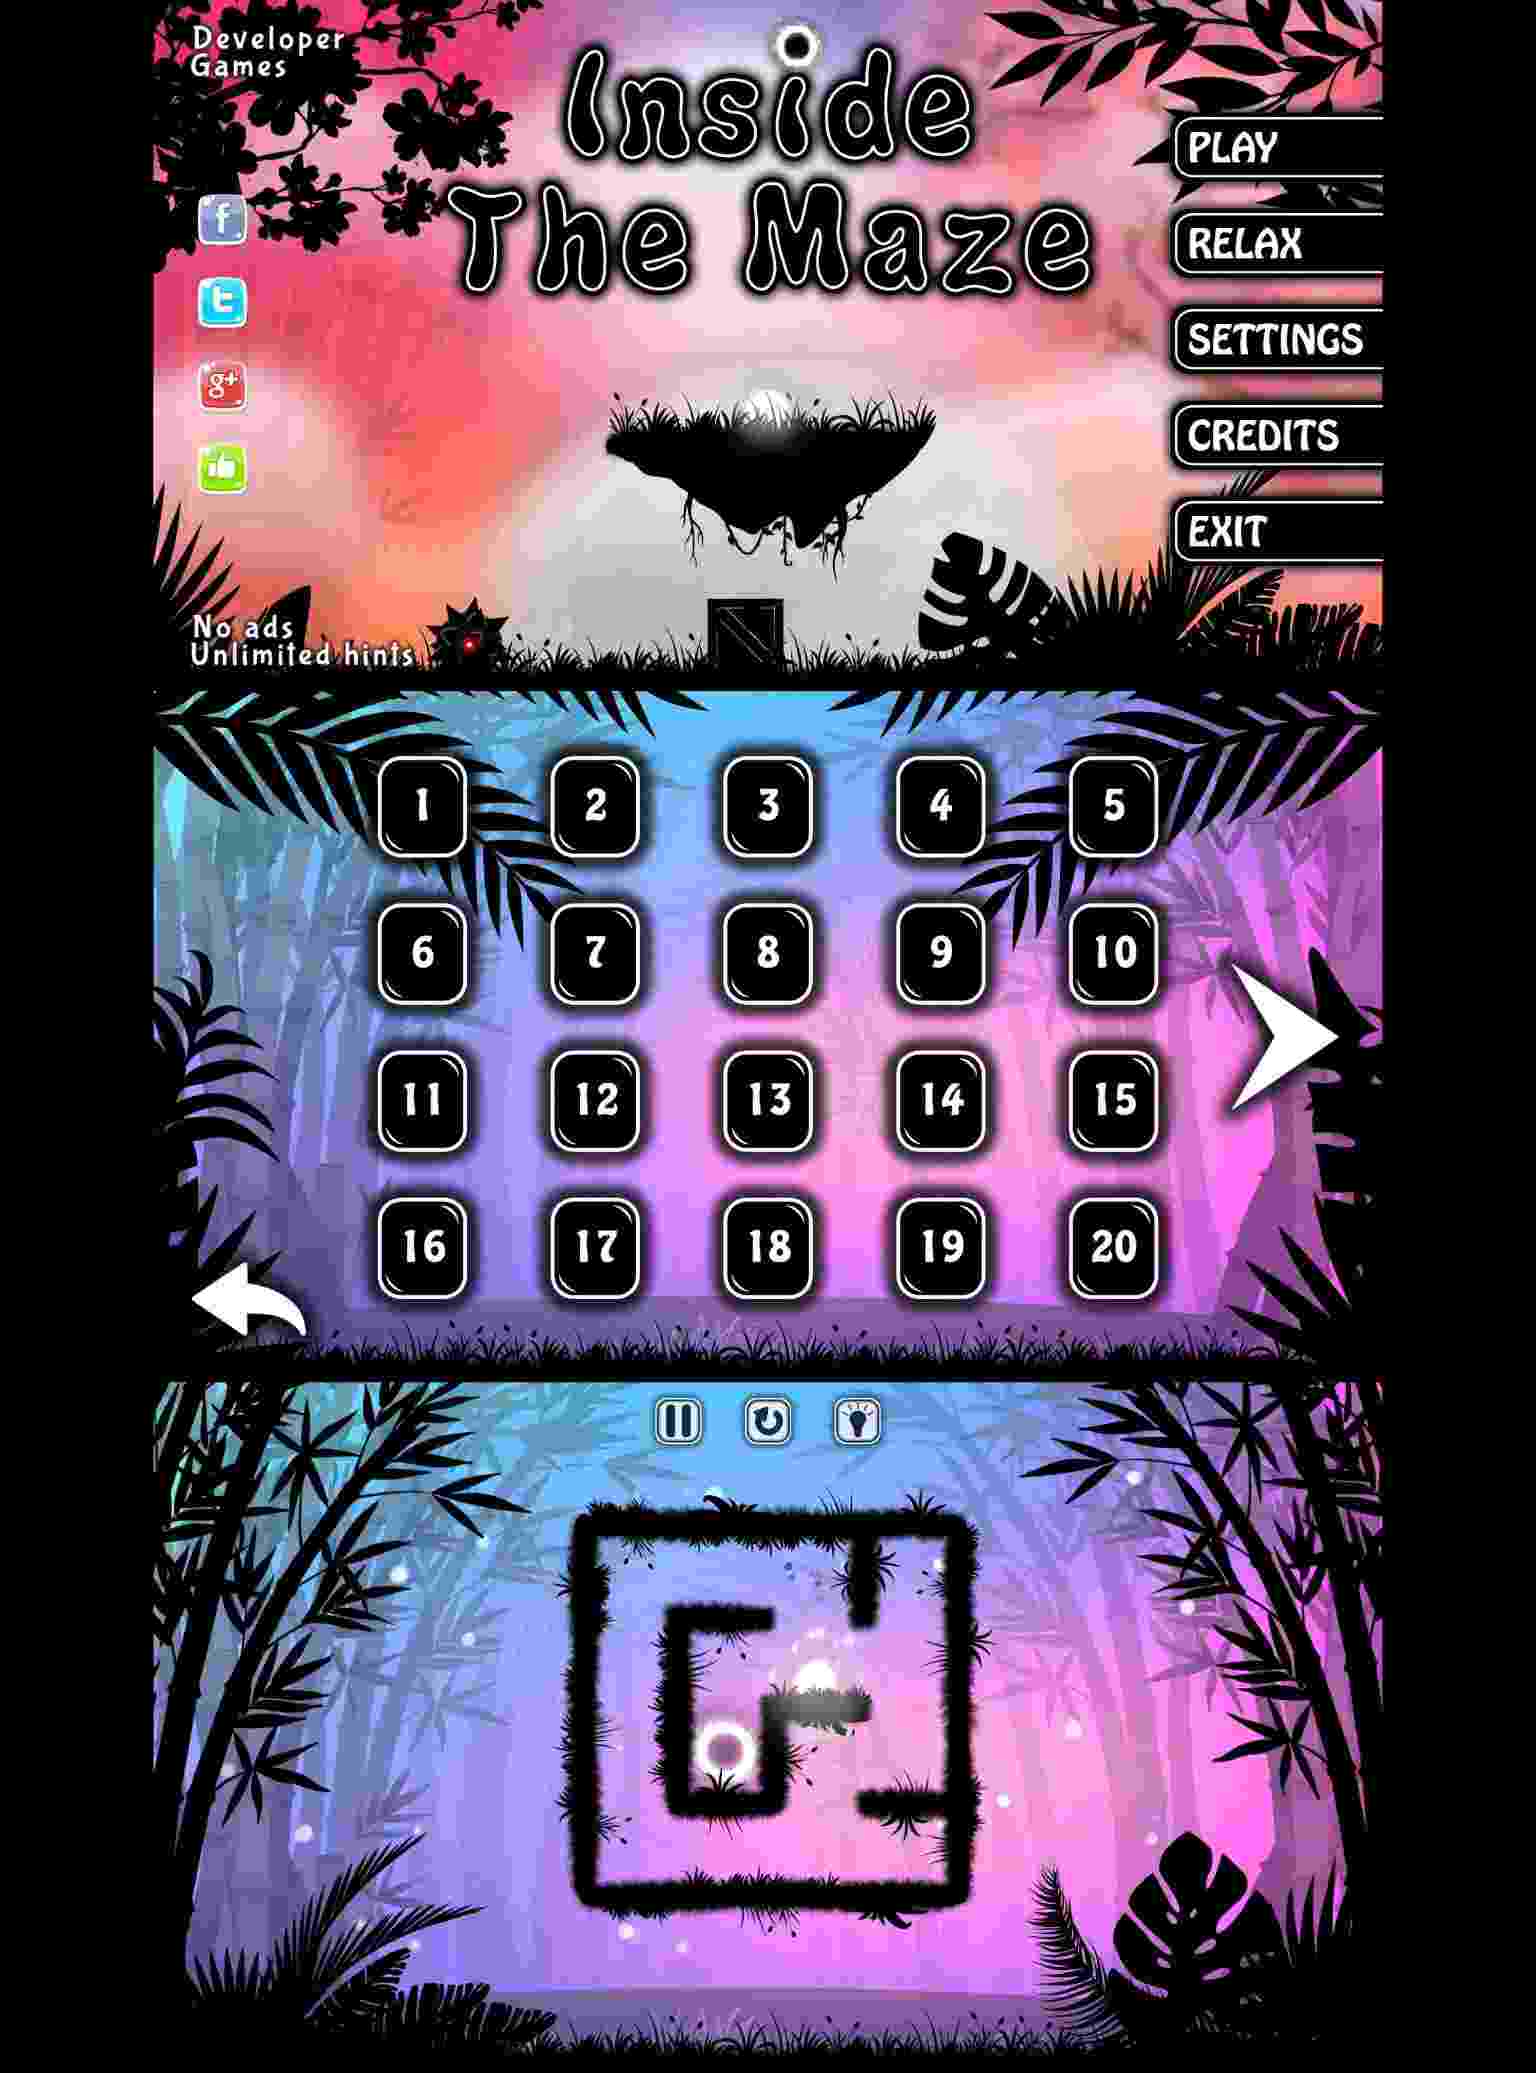 Developer
Games
Inside
The Maze
PLAY
RELAX
SETTINGS
CREDITS
EXIT
f
t
g+
No ads
Unlimited hints
1 2 3 4 5
6 7 8 9 10
11 12 13 14 15
16 17 18 19 20